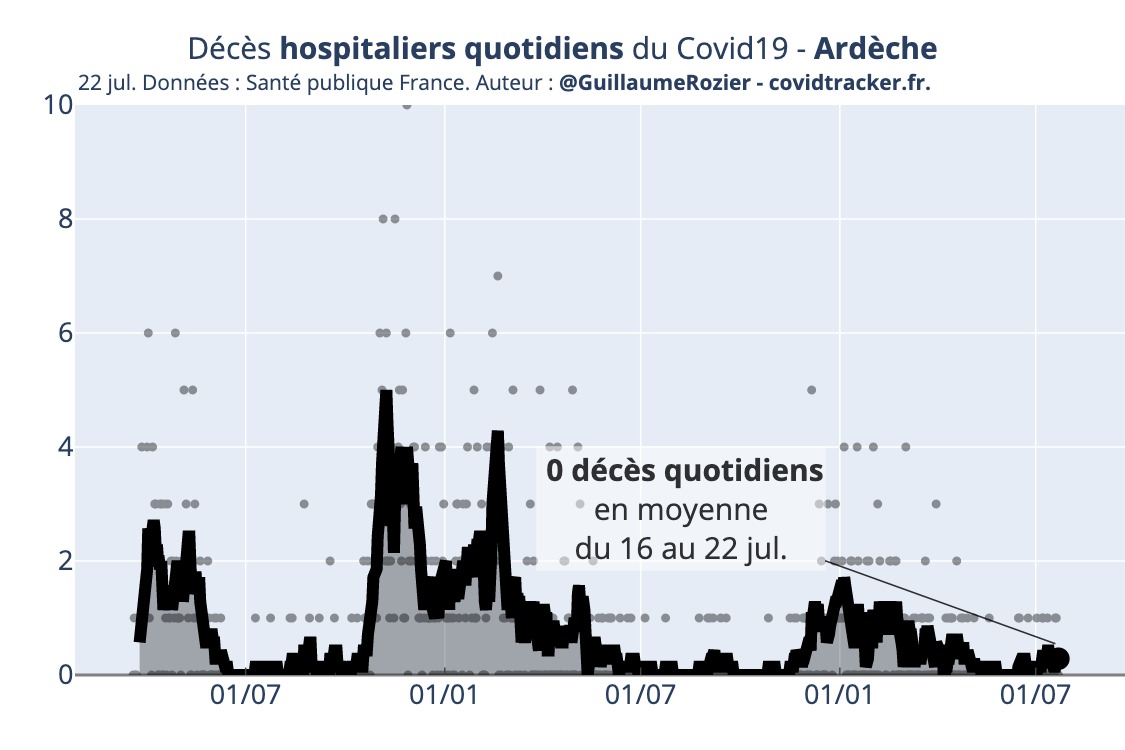 Décès hospitaliers quotidiens du Covid19 - Ardèche
22 jul. Données : Santé publique France. Auteur : @GuillaumeRozier - covidtracker.fr.
10
8
6
4
2
0
0 décès quotidiens
en moyenne
du 16 au 22 jul.
01/07 01/01 01/07 01/01 01/07